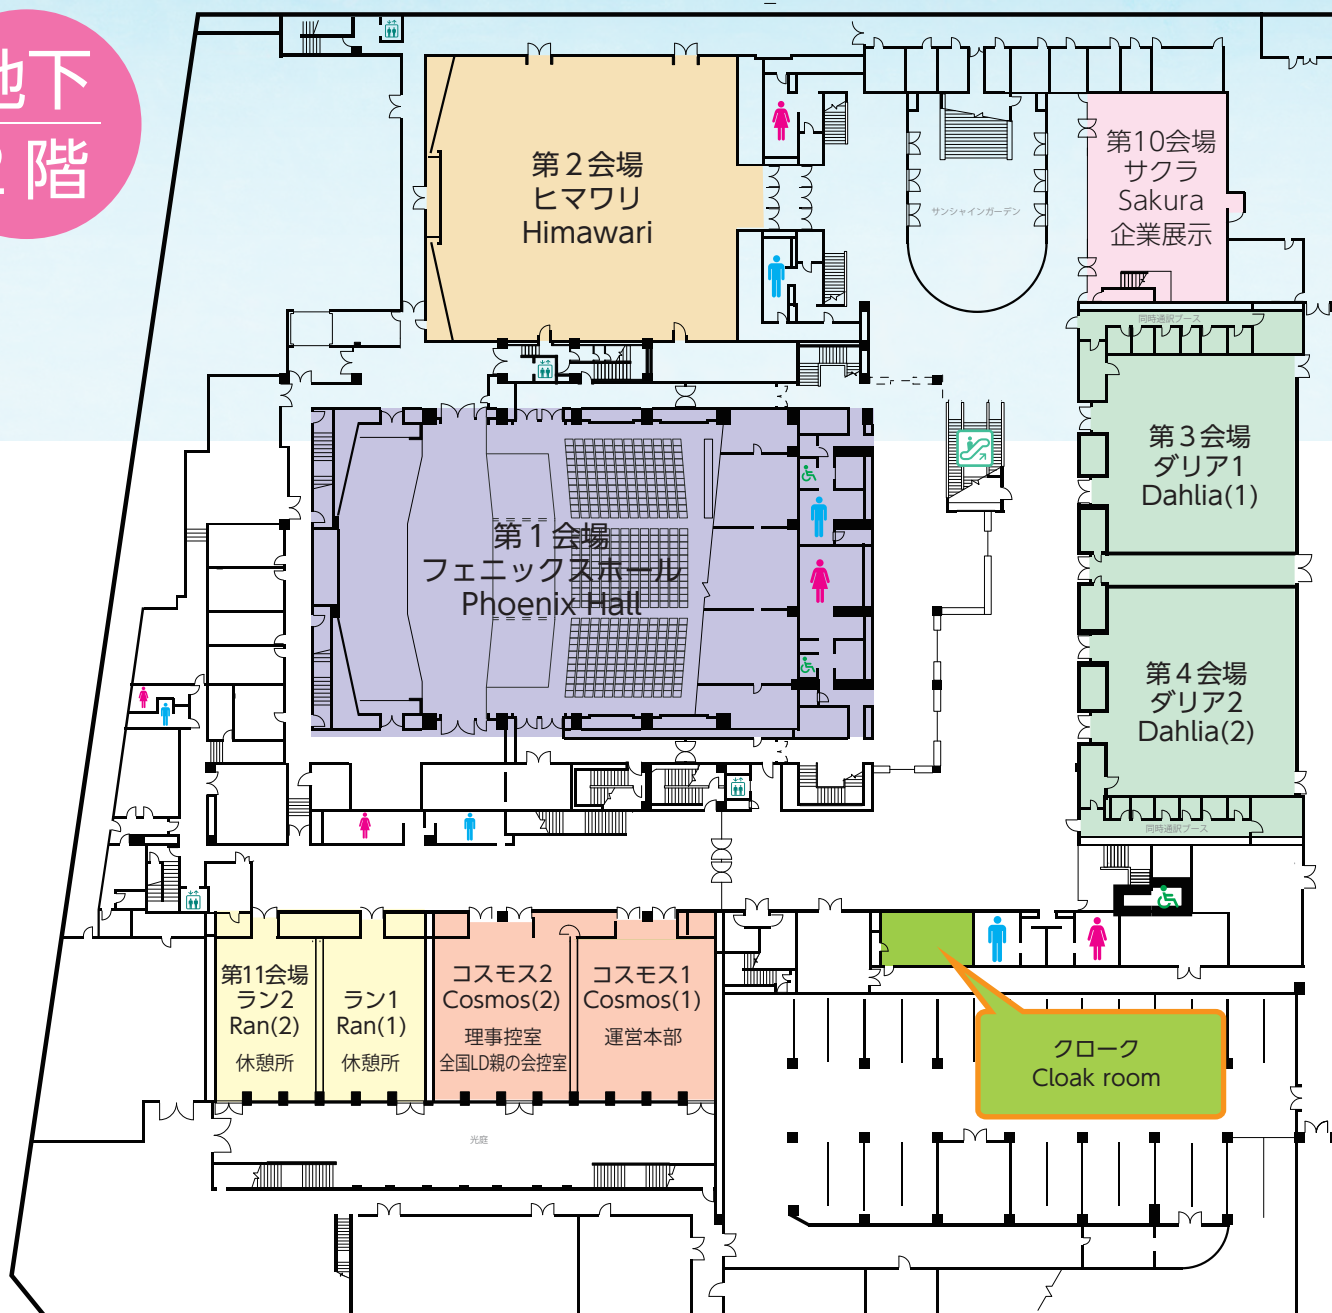 地下
2階
第２会場
ヒマワリ
Himawari
サンシャインガーデン
第10会場
サクラ
Sakura
企業展示
同時通訳ブース
第３会場
ダリア1
Dahlia(1)
第１会場
フェニックスホール
Phoenix Hall
第４会場
ダリア2
Dahlia(2)
同時通訳ブース
第11会場
ラン2
Ran(2)
休憩所
ラン1
Ran(1)
休憩所
コスモス2
Cosmos(2)
理事控室
全国LD親の会控室
コスモス1
Cosmos(1)
運営本部
クローク
Cloak room
光庭